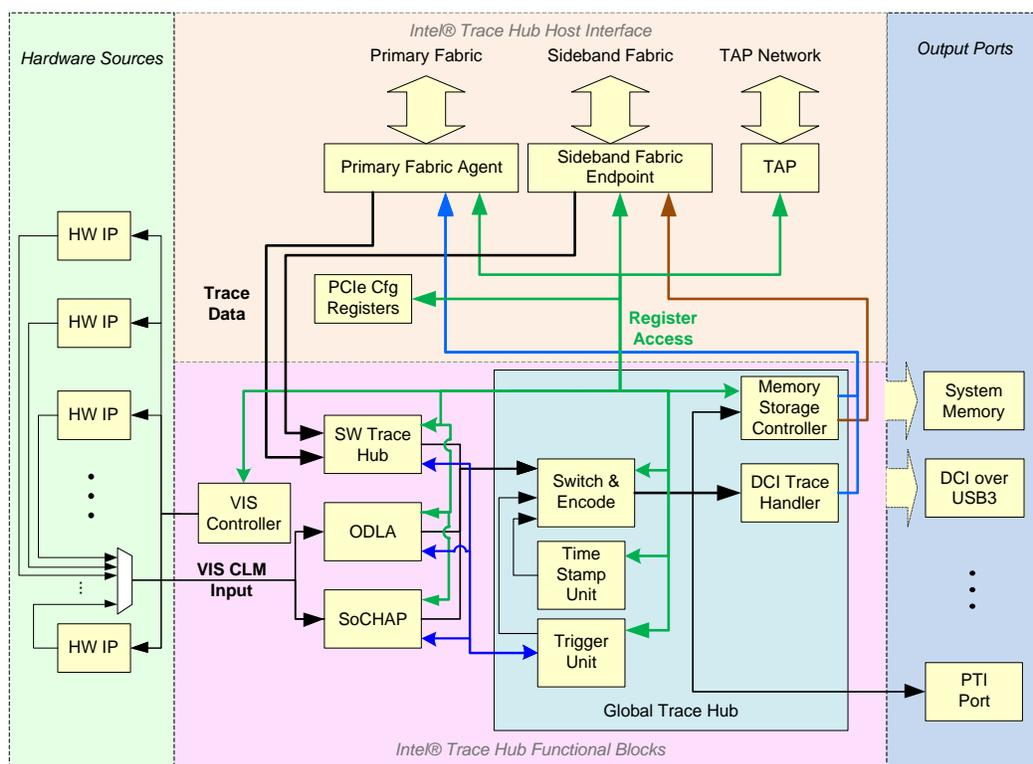 Intel® Trace Hub Host Interface
Hardware Sources
Output Ports
Primary Fabric
Sideband Fabric
TAP Network
Primary Fabric Agent
Sideband Fabric
Endpoint
TAP
HW IP
HW IP
HW IP
HW IP
Trace
Data
PCIe Cfg
Registers
Register
Access
Memory
Storage
Controller
System
Memory
SW Trace
Hub
Switch &
Encode
DCI Trace
Handler
DCI over
USB3
VIS
Controller
ODLA
VIS CLM
Input
Time
Stamp
Unit
SoCHAP
Trigger
Unit
PTI
Port
Global Trace Hub
Intel® Trace Hub Functional Blocks